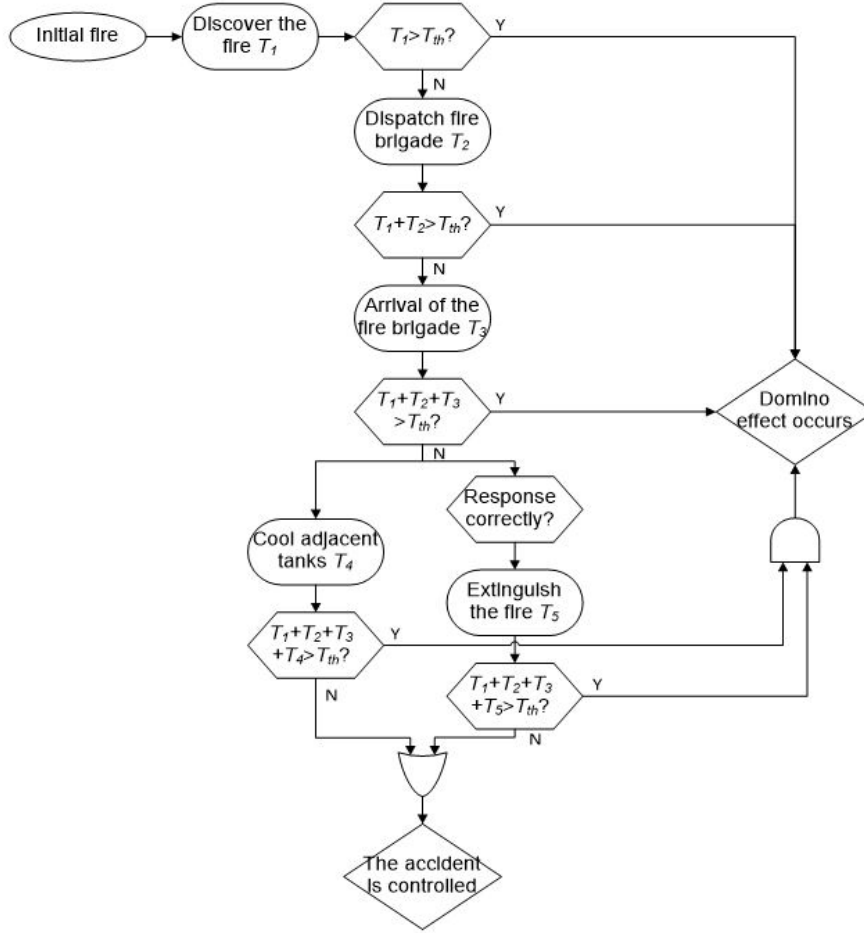 Initial fire
Discover the
fire T₁
T₁>Tₜₕ?
Y
N
Dispatch fire
brigade T₂
T₁+T₂>Tₜₕ?
Y
N
Arrival of the
fire brigade T₃
T₁+T₂+T₃
>Tₜₕ?
Y
N
Domino
effect occurs
Response
correctly?
Cool adjacent
tanks T₄
Extinguish
the fire T₅
T₁+T₂+T₃
+T₄>Tₜₕ?
Y
N
T₁+T₂+T₃
+T₅>Tₜₕ?
Y
N
The accident
is controlled